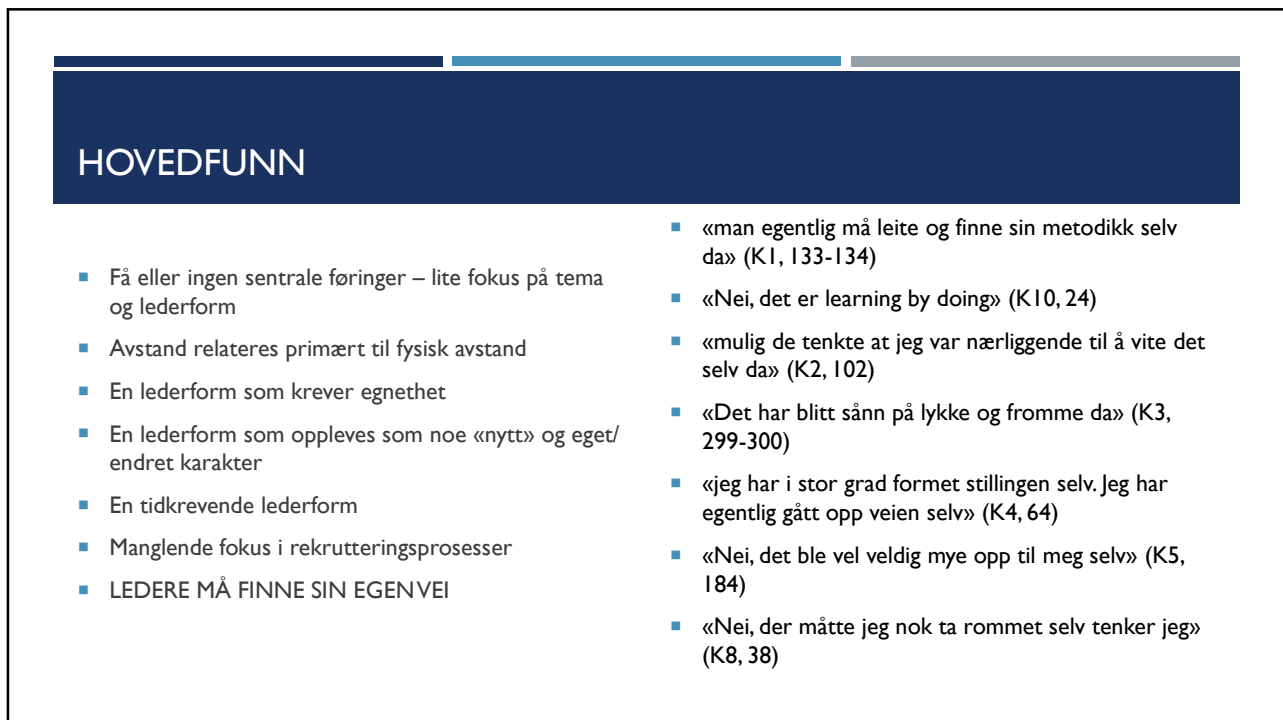 HOVEDFUNN
Få eller ingen sentrale føringer – lite fokus på tema
og lederform
Avstand relateres primært til fysisk avstand
En lederform som krever egnethet
En lederform som oppleves som noe «nytt» og eget/
endret karakter
En tidkrevende lederform
Manglende fokus i rekrutteringsprosesser
LEDERE MÅ FINNE SIN EGEN VEI
«man egentlig må leite og finne sin metodikk selv
da» (K1, 133-134)
«Nei, det er learning by doing» (K10, 24)
«mulig de tenkte at jeg var nærliggende til å vite det
selv da» (K2, 102)
«Det har blitt sånn på lykke og fromme da» (K3,
299-300)
«jeg har i stor grad formet stillingen selv. Jeg har
egentlig gått opp veien selv» (K4, 64)
«Nei, det ble vel veldig mye opp til meg selv» (K5,
184)
«Nei, der måtte jeg nok ta rommet selv tenker jeg»
(K8, 38)